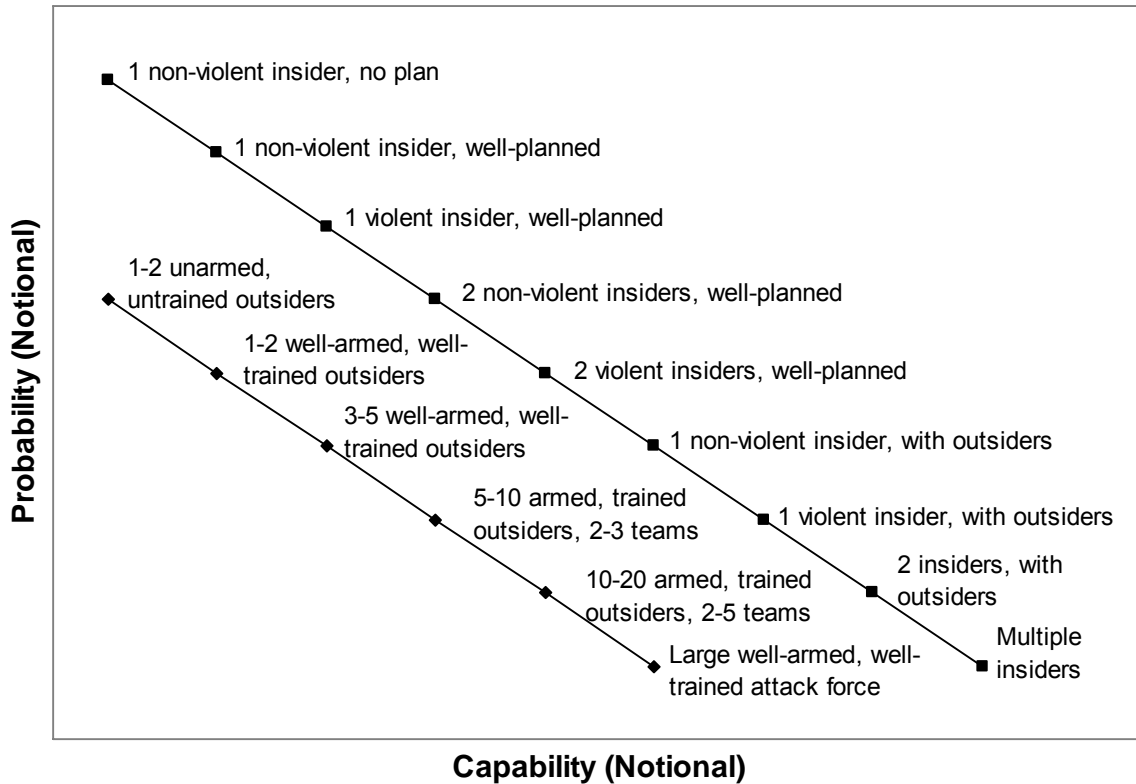 1 non-violent insider, no plan
1 non-violent insider, well-planned
1 violent insider, well-planned
1-2 unarmed,
untrained outsiders
2 non-violent insiders, well-planned
1-2 well-armed, well-
trained outsiders
2 violent insiders, well-planned
3-5 well-armed, well-
trained outsiders
1 non-violent insider, with outsiders
5-10 armed, trained
outsiders, 2-3 teams
1 violent insider, with outsiders
10-20 armed, trained
outsiders, 2-5 teams
2 insiders, with
outsiders
Large well-armed, well-
trained attack force
Multiple
insiders
Probability (Notional)
Capability (Notional)